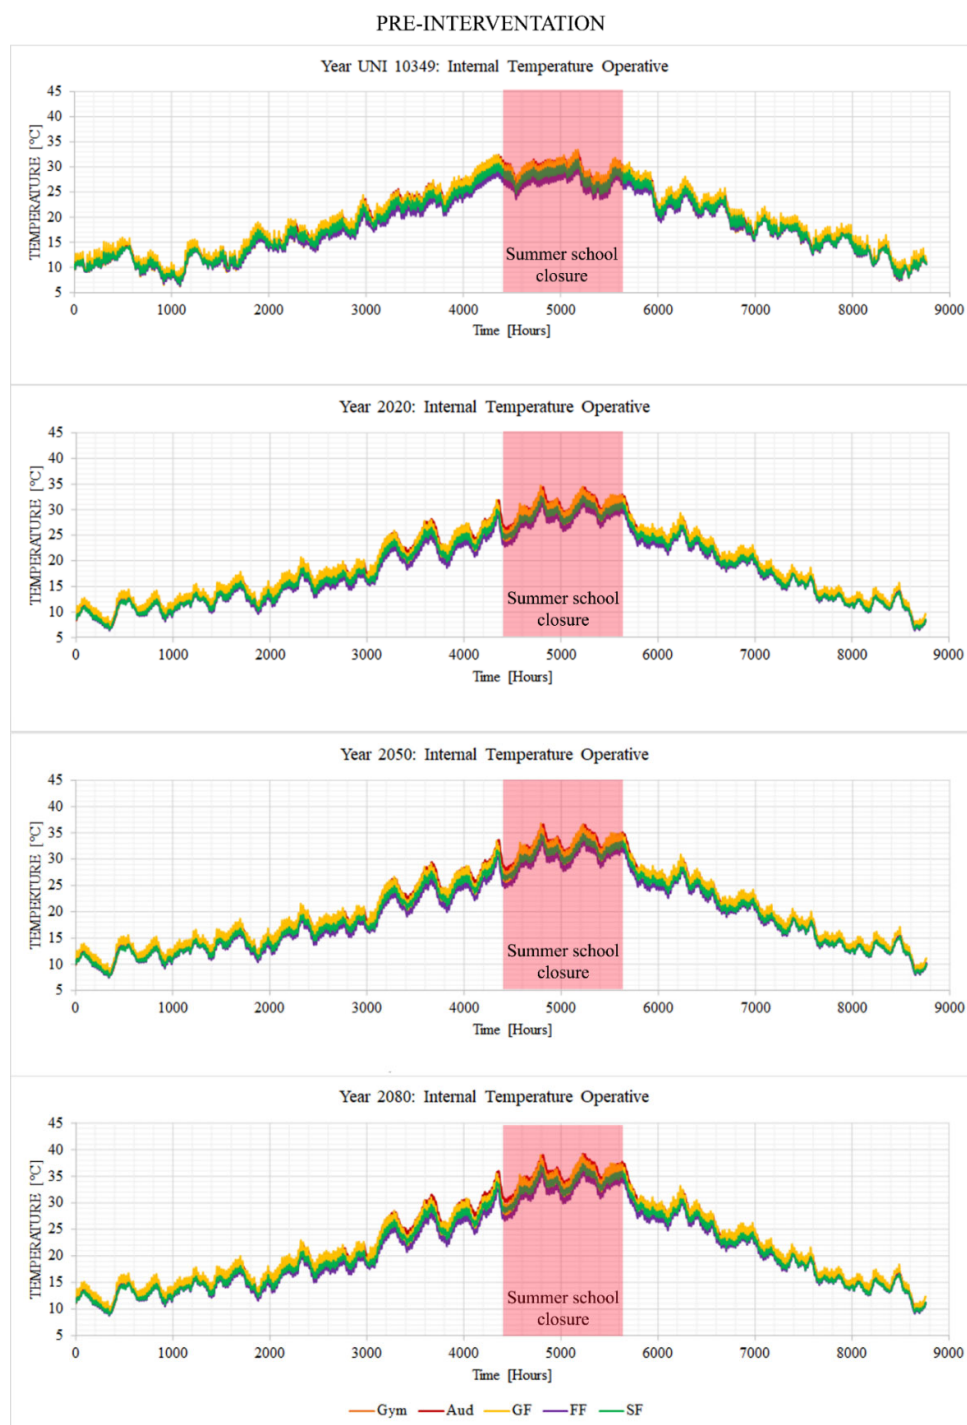 PRE-INTERVENTATION
Year UNI 10349: Internal Temperature Operative
TEMPERATURE [°C]
45
40
35
30
25
20
15
10
5
Summer school
closure
0 1000 2000 3000 4000 5000 6000 7000 8000 9000
Time [Hours]
Year 2020: Internal Temperature Operative
TEMPERATURE [°C]
45
40
35
30
25
20
15
10
5
Summer school
closure
0 1000 2000 3000 4000 5000 6000 7000 8000 9000
Time [Hours]
Year 2050: Internal Temperature Operative
TEMPERKTURE [°C]
45
40
35
30
25
20
15
10
5
Summer school
closure
0 1000 2000 3000 4000 5000 6000 7000 8000 9000
Time [Hours]
Year 2080: Internal Temperature Operative
TEMPERATURE [°C]
45
40
35
30
25
20
15
10
5
Summer school
closure
0 1000 2000 3000 4000 5000 6000 7000 8000 9000
Time [Hours]
Gym Aud GF FF SF